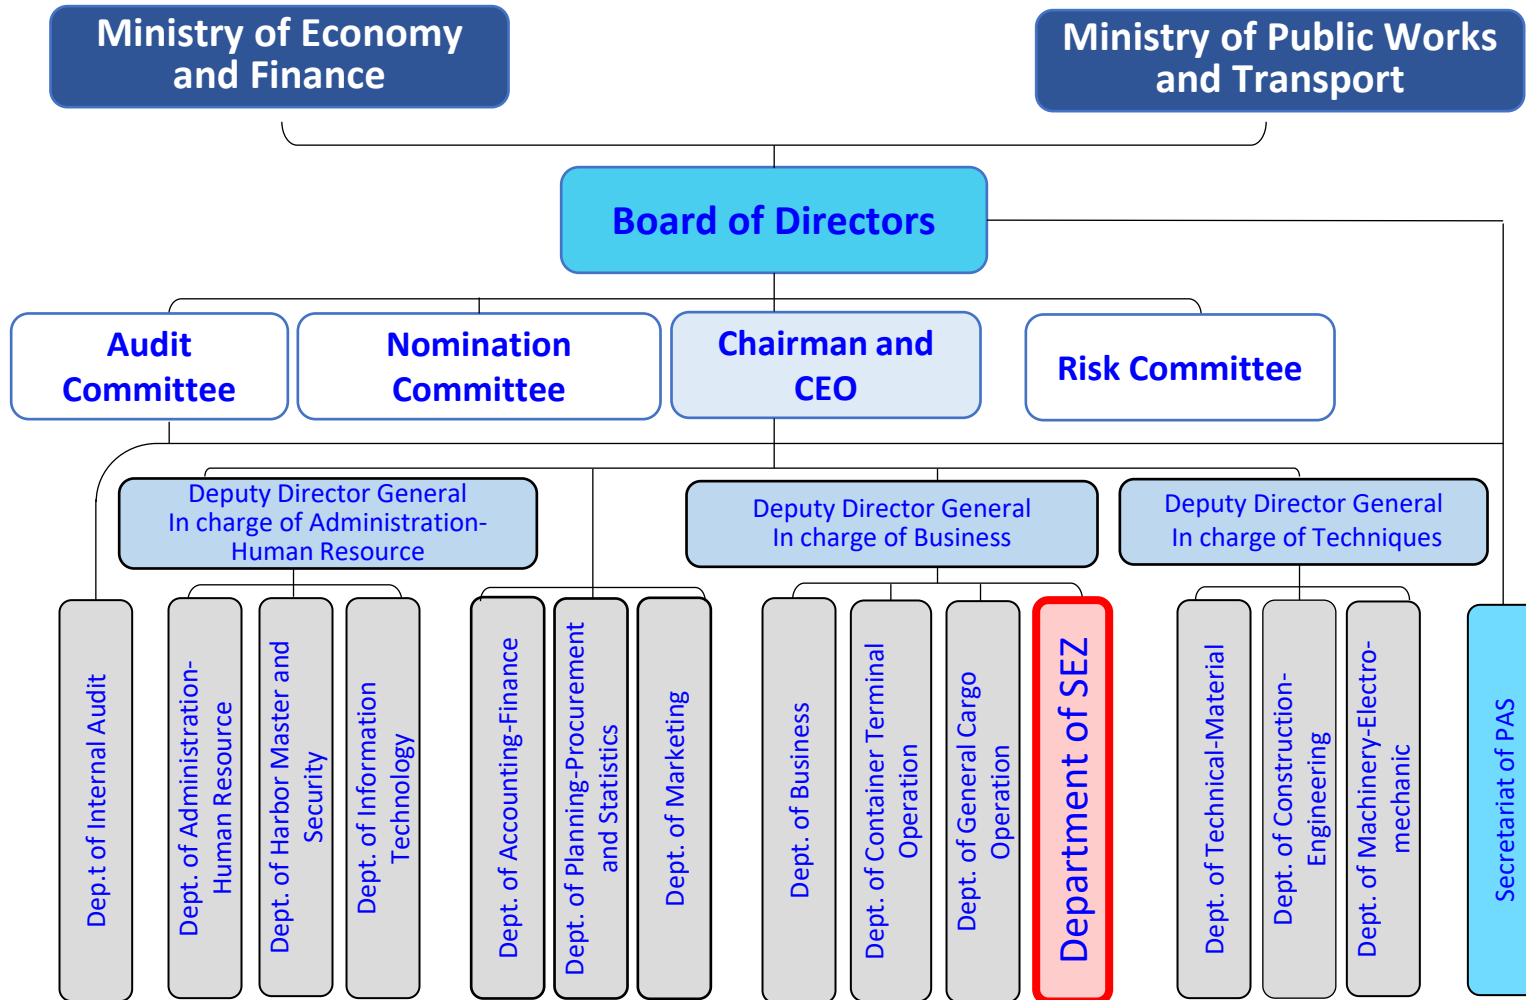 Ministry of Economy
and Finance
Ministry of Public Works
and Transport
Board of Directors
Audit
Committee
Nomination
Committee
Chairman and
CEO
Risk Committee
Deputy Director General
In charge of Administration-
Human Resource
Deputy Director General
In charge of Business
Deputy Director General
In charge of Techniques
Dep.t of Internal Audit
Dept. of Administration-
Human Resource
Dept. of Harbor Master and
Security
Dept. of Information
Technology
Dept. of Accounting-Finance
Dept. of Planning-Procurement
and Statistics
Dept. of Marketing
Dept. of Business
Dept. of Container Terminal
Operation
Dept. of General Cargo
Operation
Department of SEZ
Dept. of Technical-Material
Dept. of Construction-
Engineering
Dept. of Machinery-Electro-
mechanic
Secretariat of PAS